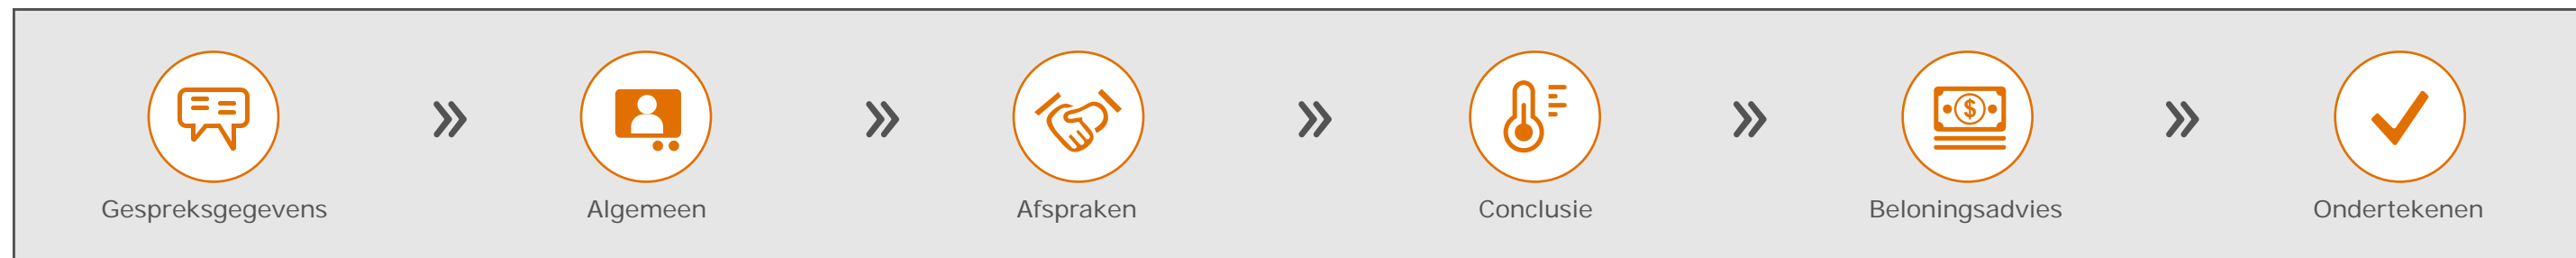 Gespreksgegevens
Algemeen
Afspraken
Conclusie
Beloningsadvies
Ondertekenen